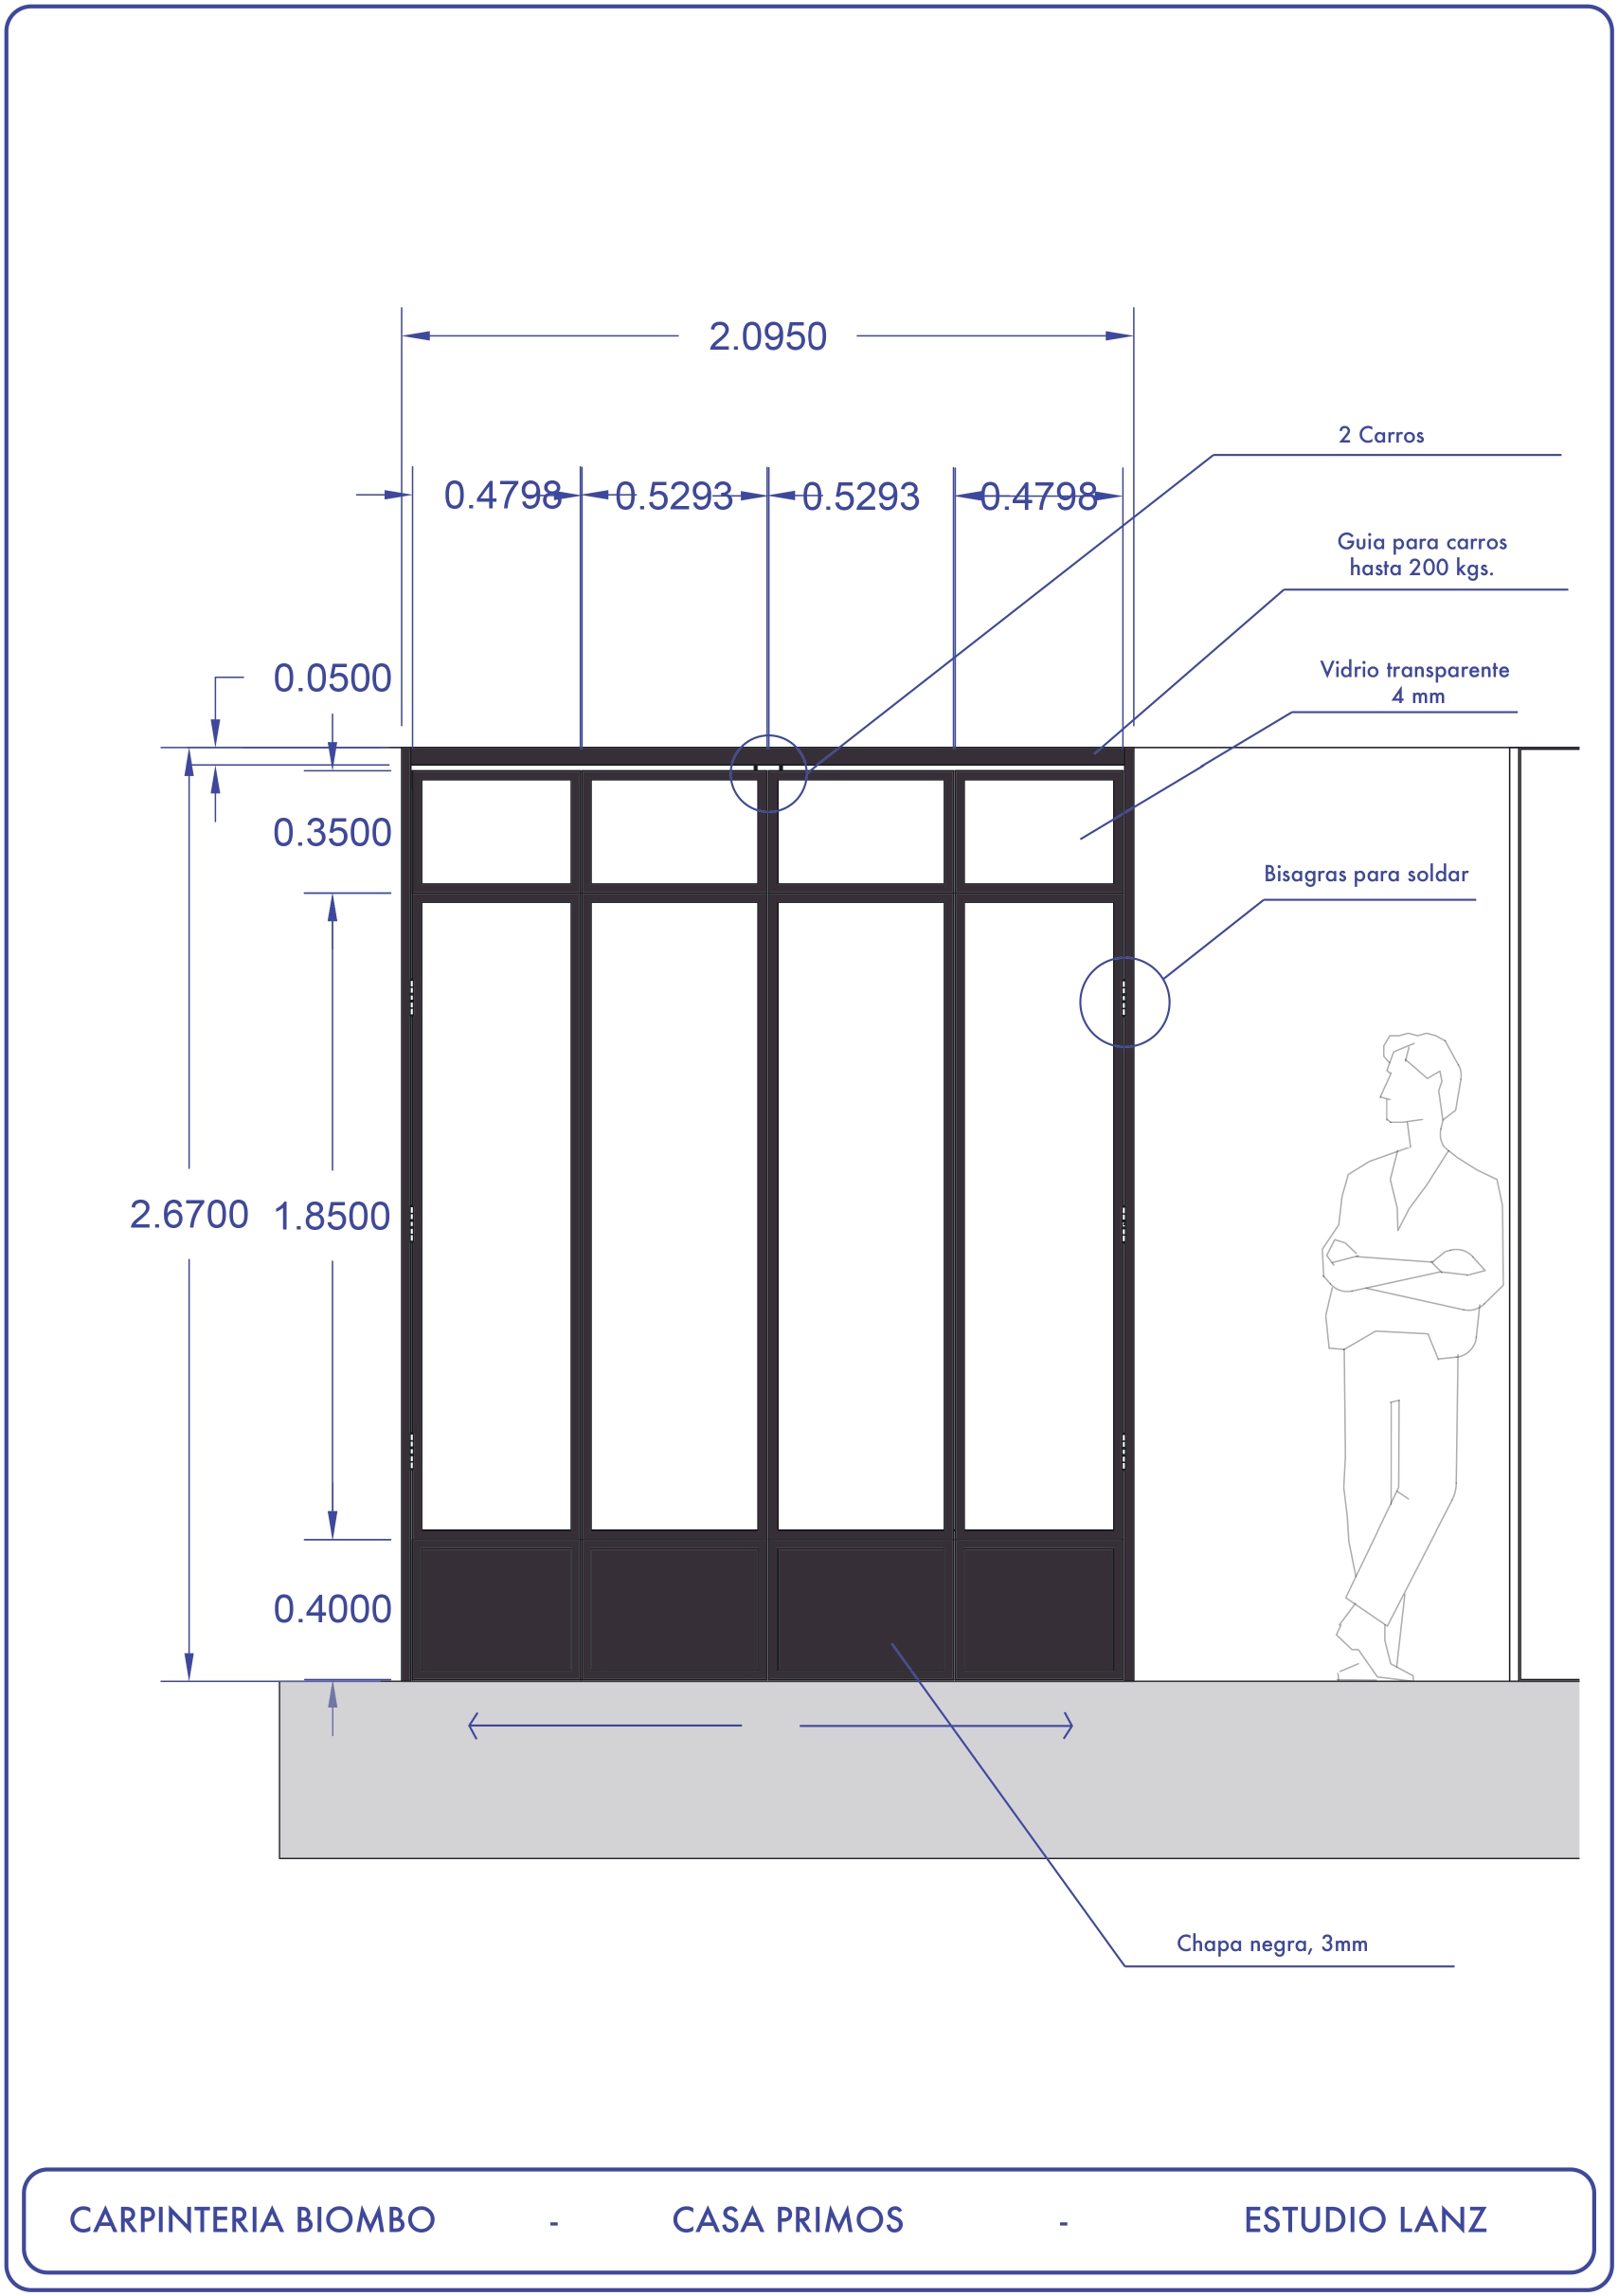 2.0950
2 Carros
0.4798 0.5293 0.5293 0.4798
Guia para carros
hasta 200 kgs.
0.0500
Vidrio transparente
4 mm
0.3500
Bisagras para soldar
2.6700 1.8500
0.4000
Chapa negra, 3mm
CARPINTERIA BIOMBO - CASA PRIMOS - ESTUDIO LANZ